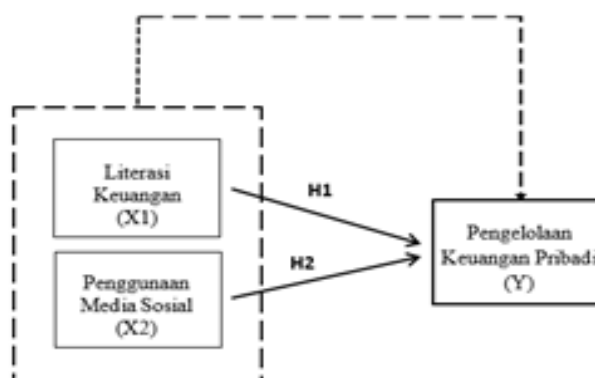 Literasi
Keuangan
(X1)
H1
Pengelolaan
Keuangan Pribadi
(Y)
H2
Penggunaan
Media Sosial
(X2)